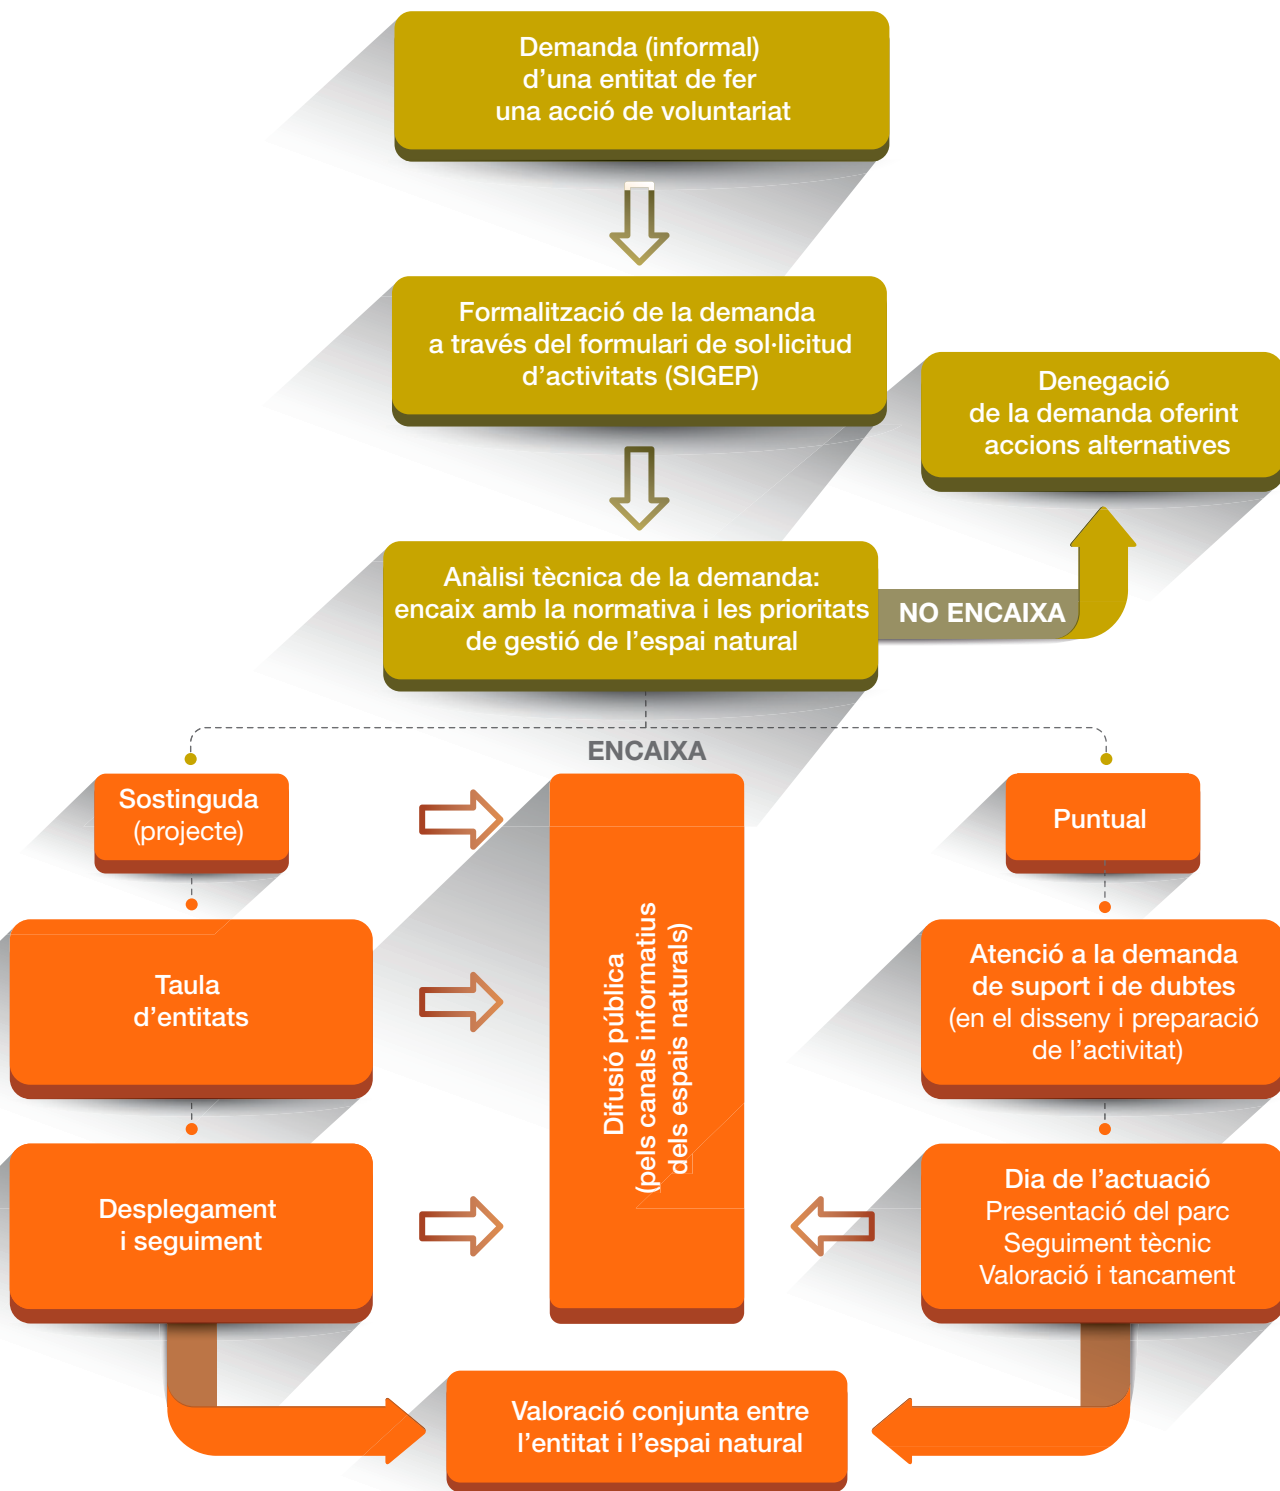 Demanda (informal)
d’una entitat de fer
una acció de voluntariat
Formalització de la demanda
a través del formulari de sol·licitud
d’activitats (SIGEP)
Denegació
de la demanda oferint
accions alternatives
Anàlisi tècnica de la demanda:
encaix amb la normativa i les prioritats
de gestió de l’espai natural
NO ENCAIXA
ENCAIXA
Sostinguda
(projecte)
Taula
d’entitats
Desplegament
i seguiment
Difusió pública
(pels canals informatius
dels espais naturals)
Puntual
Atenció a la demanda
de suport i de dubtes
(en el disseny i preparació
de l’activitat)
Dia de l’actuació
Presentació del parc
Seguiment tècnic
Valoració i tancament
Valoració conjunta entre
l’entitat i l’espai natural